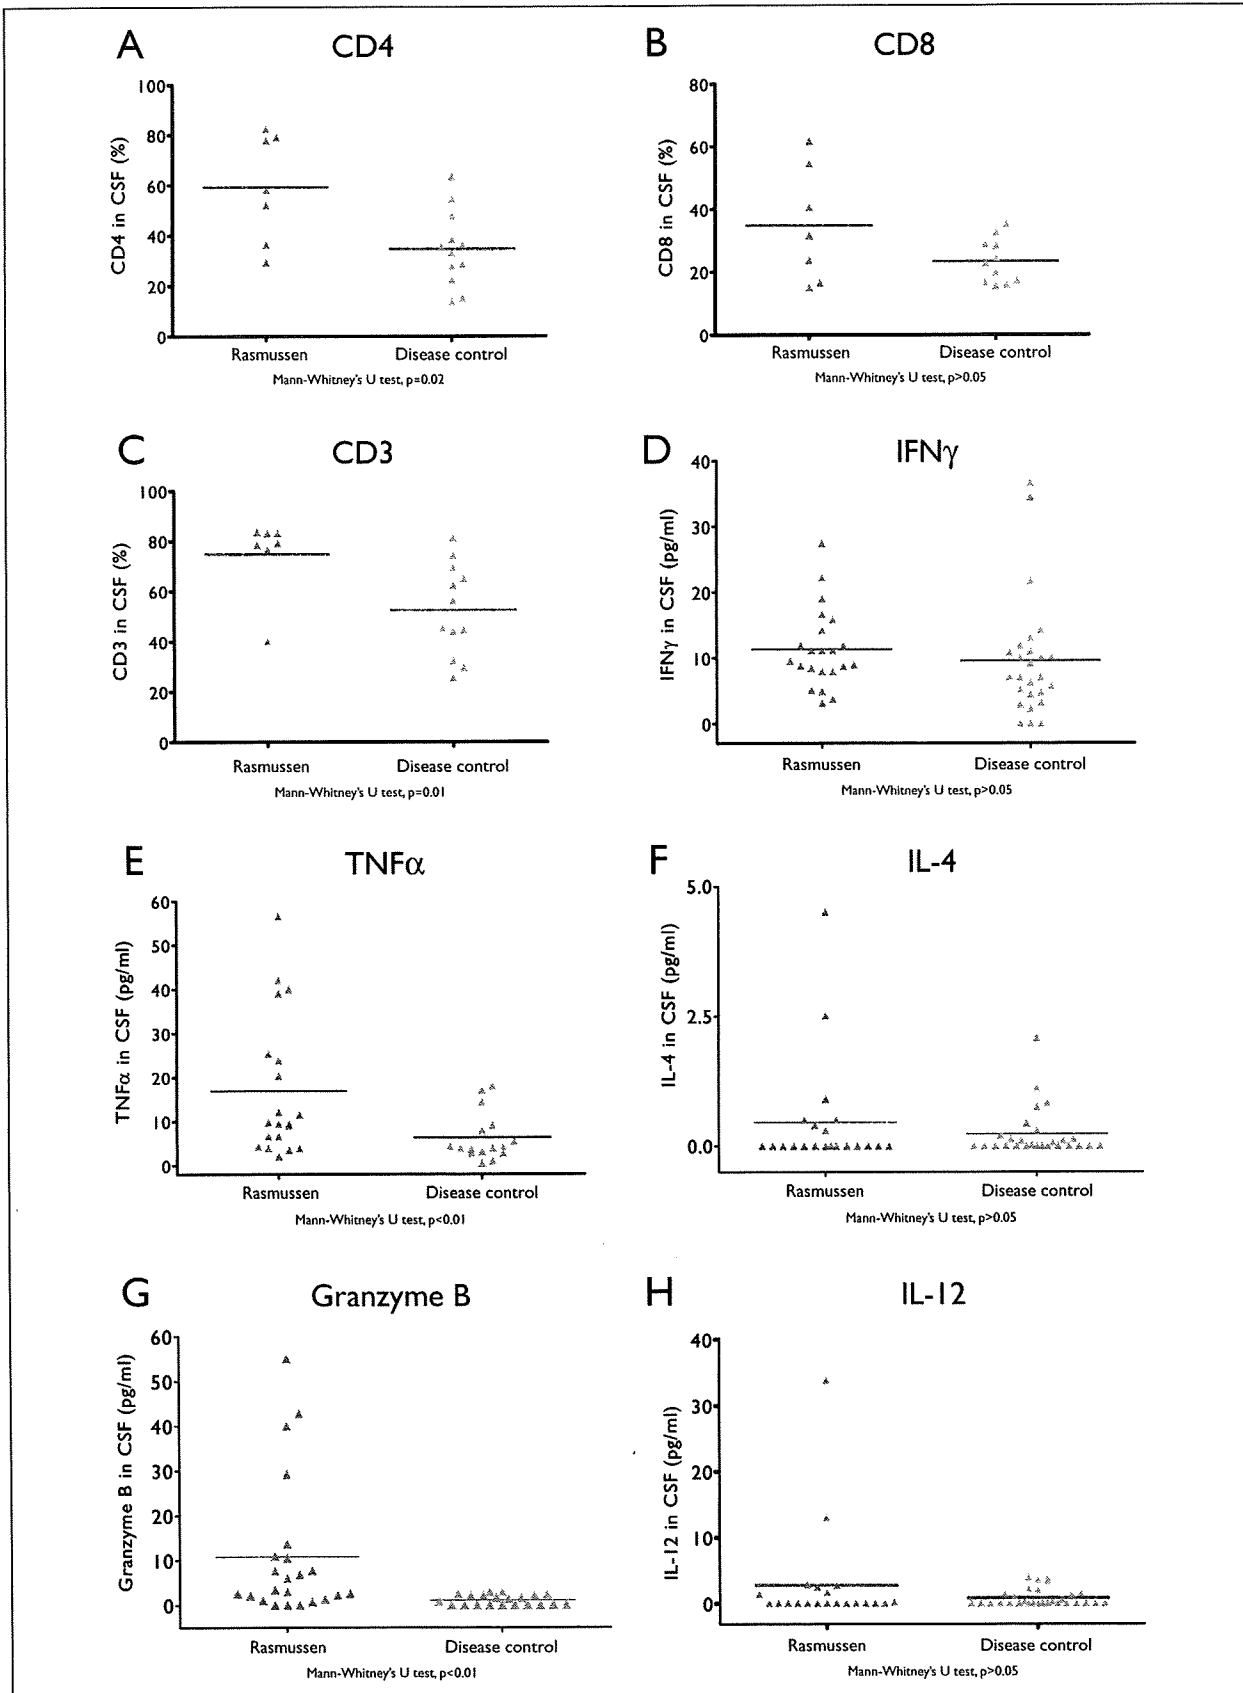 A CD4
100
80
60
40
20
0
CD4 in CSF (%)
Rasmussen Disease control
Mann-Whitney's U test, p=0.02
B CD8
80
60
40
20
0
CD8 in CSF (%)
Rasmussen Disease control
Mann-Whitney's U test, p>0.05
C CD3
100
80
60
40
20
0
CD3 in CSF (%)
Rasmussen Disease control
Mann-Whitney's U test, p=0.01
D IFNγ
40
30
20
10
0
IFNγ in CSF (pg/ml)
Rasmussen Disease control
Mann-Whitney's U test, p>0.05
E TNFα
60
50
40
30
20
10
0
TNFα in CSF (pg/ml)
Rasmussen Disease control
Mann-Whitney's U test, p<0.01
F IL-4
5.0
2.5
0.0
IL-4 in CSF (pg/ml)
Rasmussen Disease control
Mann-Whitney's U test, p>0.05
G Granzyme B
60
50
40
30
20
10
0
Granzyme B in CSF (pg/ml)
Rasmussen Disease control
Mann-Whitney's U test, p<0.01
H IL-12
40
30
20
10
0
IL-12 in CSF (pg/ml)
Rasmussen Disease control
Mann-Whitney's U test, p>0.05